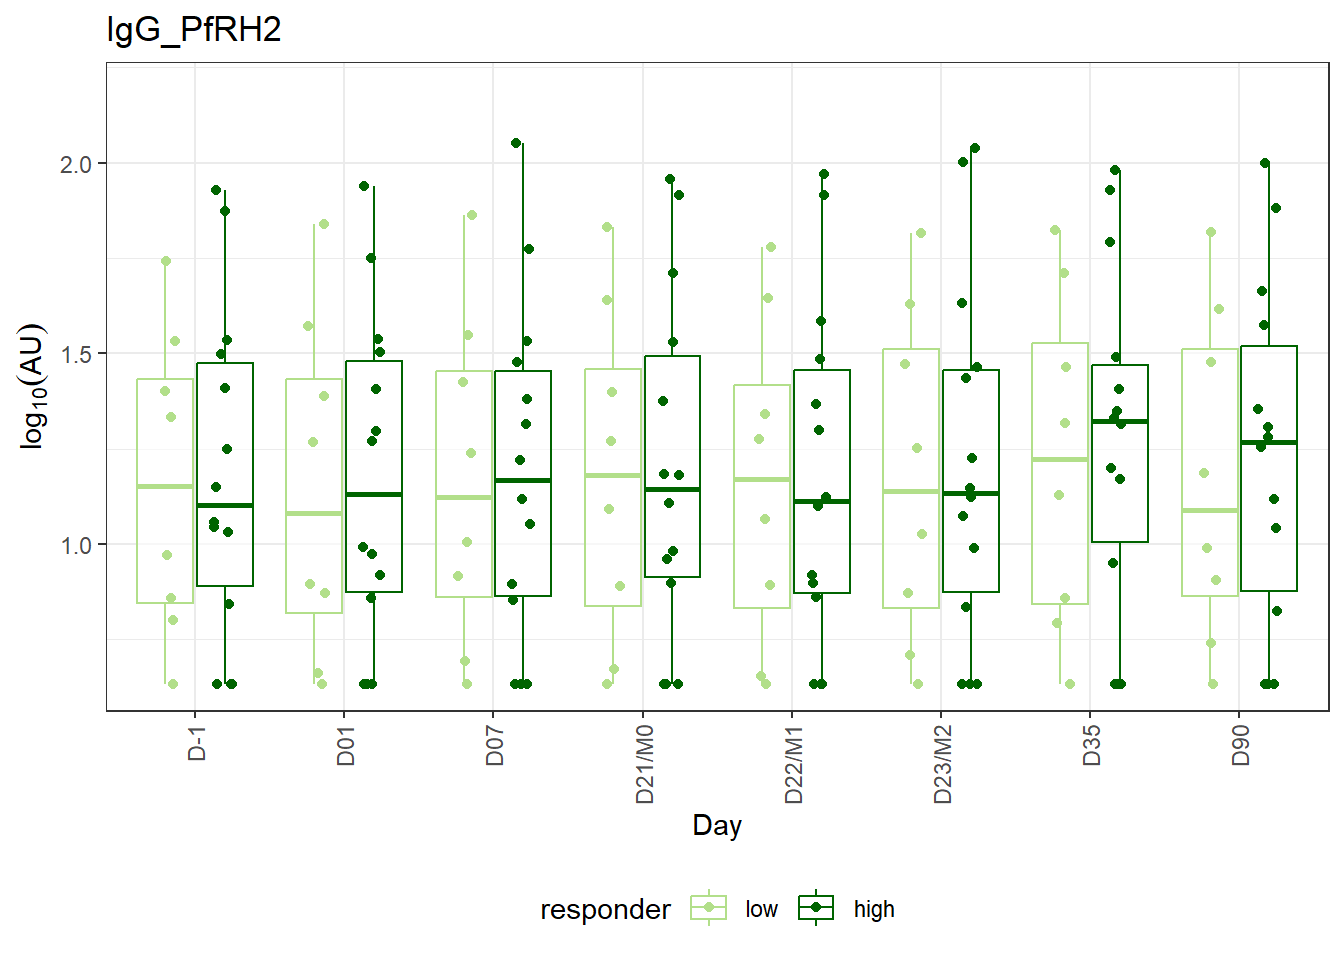 IgG_PfRH2
log₁₀(AU)
2.0
1.5
1.0
D-1
D01
D07
D21/M0
D22/M1
D23/M2
D35
D90
Day
responder low high